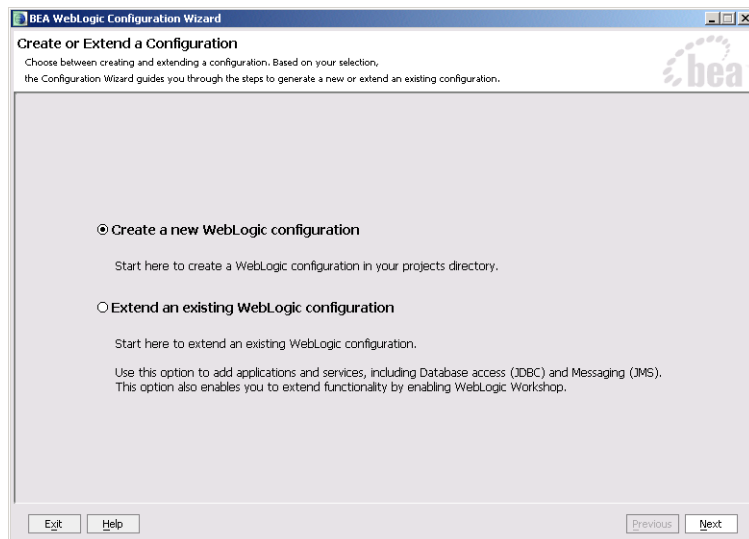 BEA WebLogic Configuration Wizard
Create or Extend a Configuration
Choose between creating and extending a configuration. Based on your selection,
the Configuration Wizard guides you through the steps to generate a new or extend an existing configuration.
bea
Create a new WebLogic configuration
Start here to create a WebLogic configuration in your projects directory.
Extend an existing WebLogic configuration
Start here to extend an existing WebLogic configuration.
Use this option to add applications and services, including Database access (JDBC) and Messaging (JMS).
This option also enables you to extend functionality by enabling WebLogic Workshop.
Exit Help Previous Next